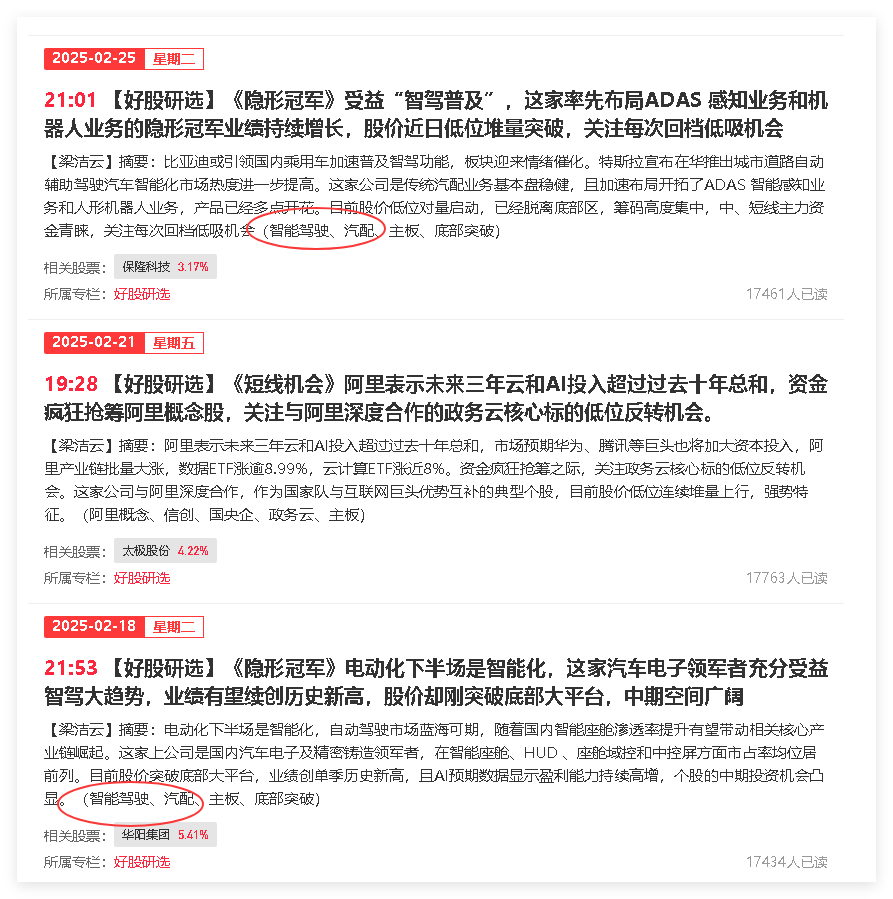 2025-02-25 星期二
21:01 【好股研选】《隐形冠军》受益“智驾普及”，这家率先布局ADAS 感知业务和机
器人业务的隐形冠军业绩持续增长，股价近日低位堆量突破，关注每次回档低吸机会
【梁洁云】摘要：比亚迪或引领国内乘用车加速普及智驾功能，板块迎来情绪催化。特斯拉宣布在华推出城市道路自动
辅助驾驶汽车智能化市场热度进一步提高。这家公司是传统汽配业务基本盘稳健，且加速布局开拓了ADAS 智能感知业
务和人形机器人业务，产品已经多点开花。目前股价低位对量启动，已经脱离底部区，筹码高度集中，中、短线主力资
金青睐，关注每次回档低吸机会（智能驾驶、汽配、主板、底部突破）
相关股票： 保隆科技 3.17%
所属专栏：好股研选 17461人已读
2025-02-21 星期五
19:28 【好股研选】《短线机会》阿里表示未来三年云和AI投入超过过去十年总和，资金
疯狂抢筹阿里概念股，关注与阿里深度合作的政务云核心标的低位反转机会。
【梁洁云】摘要：阿里表示未来三年云和AI投入超过过去十年总和，市场预期华为、腾讯等巨头也将加大资本投入，阿
里产业链批量大涨，数据ETF涨逾8.99%，云计算ETF涨近8%。资金疯狂抢筹之际，关注政务云核心标的低位反转机
会。这家公司与阿里深度合作，作为国家队与互联网巨头优势互补的典型个股，目前股价低位连续堆量上行，强势特
征。（阿里概念、信创、国央企、政务云、主板）
相关股票： 太极股份 4.22%
所属专栏：好股研选 17763人已读
2025-02-18 星期二
21:53 【好股研选】《隐形冠军》电动化下半场是智能化，这家汽车电子领军者充分受益
智驾大趋势，业绩有望续创历史新高，股价却刚突破底部大平台，中期空间广阔
【梁洁云】摘要：电动化下半场是智能化，自动驾驶市场蓝海可期，随着国内智能座舱渗透率提升有望带动相关核心产
业链崛起。这家上公司是国内汽车电子及精密铸造领军者，在智能座舱、HUD 、座舱域控和中控屏方面市占率均位居
前列。目前股价突破底部大平台，业绩创单季历史新高，且AI预期数据显示盈利能力持续高增，个股的中期投资机会凸
显。（智能驾驶、汽配、主板、底部突破）
相关股票： 华阳集团 5.41%
所属专栏：好股研选 17434人已读